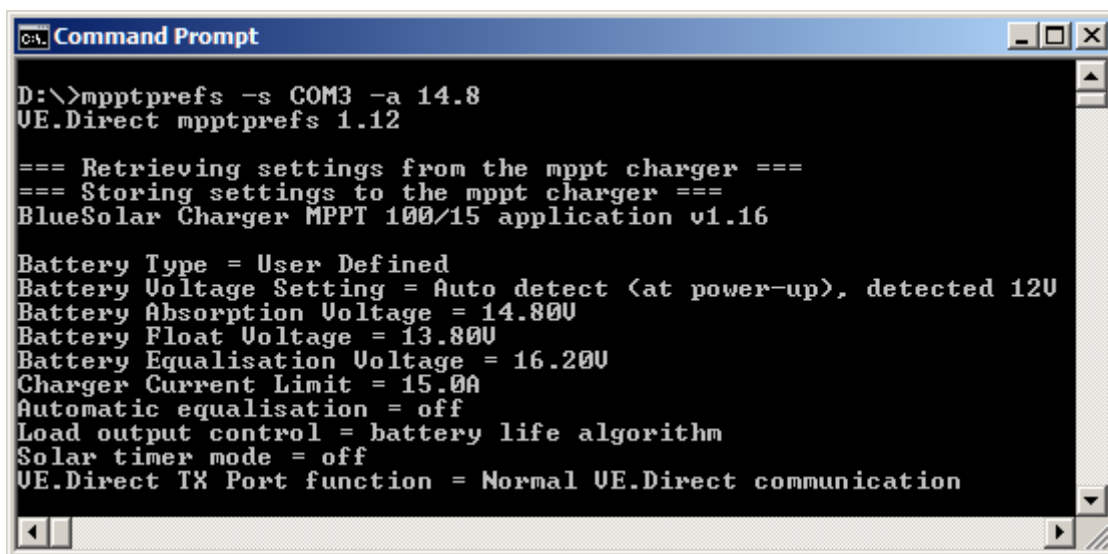 Command Prompt
D:\>mpptprefs -s COM3 -a 14.8
VE.Direct mpptprefs 1.12
=== Retrieving settings from the mppt charger ===
=== Storing settings to the mppt charger ===
BlueSolar Charger MPPT 100/15 application v1.16
Battery Type = User Defined
Battery Voltage Setting = Auto detect (at power-up), detected 12V
Battery Absorption Voltage = 14.80V
Battery Float Voltage = 13.80V
Battery Equalisation Voltage = 16.20V
Charger Current Limit = 15.0A
Automatic equalisation = off
Load output control = battery life algorithm
Solar timer mode = off
VE.Direct TX Port function = Normal VE.Direct communication